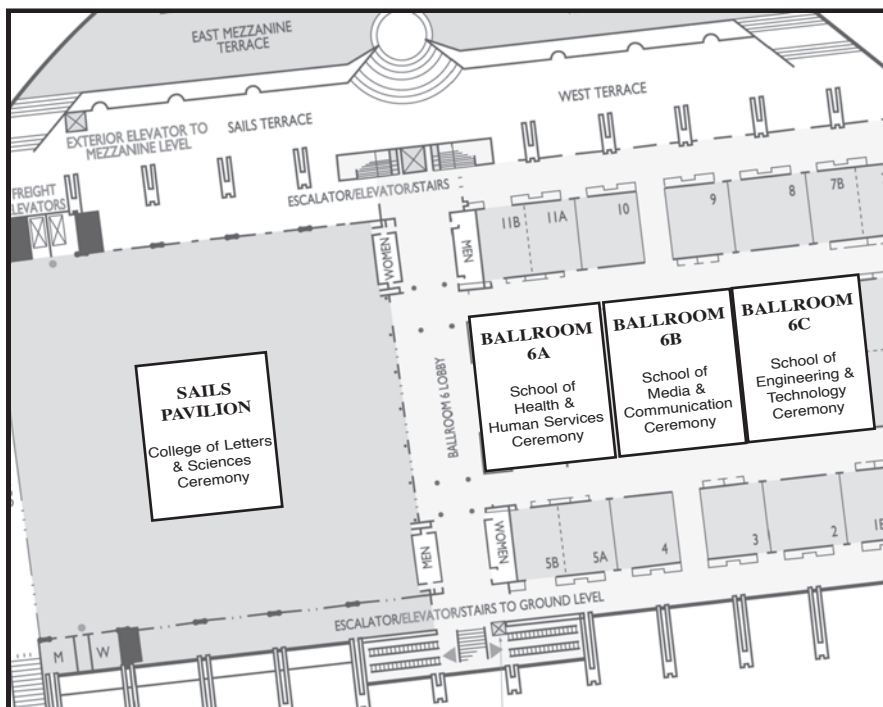 EAST MEZZANINE
TERRACE
WEST TERRACE
SAILS TERRACE
EXTERIOR ELEVATOR TO
MEZZANINE LEVEL
FREIGHT
ELEVATORS
ESCALATOR/ELEVATOR/STAIRS
WOMEN
MEN
11B
11A
10
9
8
7B
BALLROOM 6 LOBBY
SAILS
PAVILION
College of Letters
& Sciences
Ceremony
BALLROOM
6A
School of
Health &
Human Services
Ceremony
BALLROOM
6B
School of
Media &
Communication
Ceremony
BALLROOM
6C
School of
Engineering &
Technology
Ceremony
MEN
WOMEN
5B
5A
4
3
2
ESCALATOR/ELEVATOR/STAIRS TO GROUND LEVEL
M
W